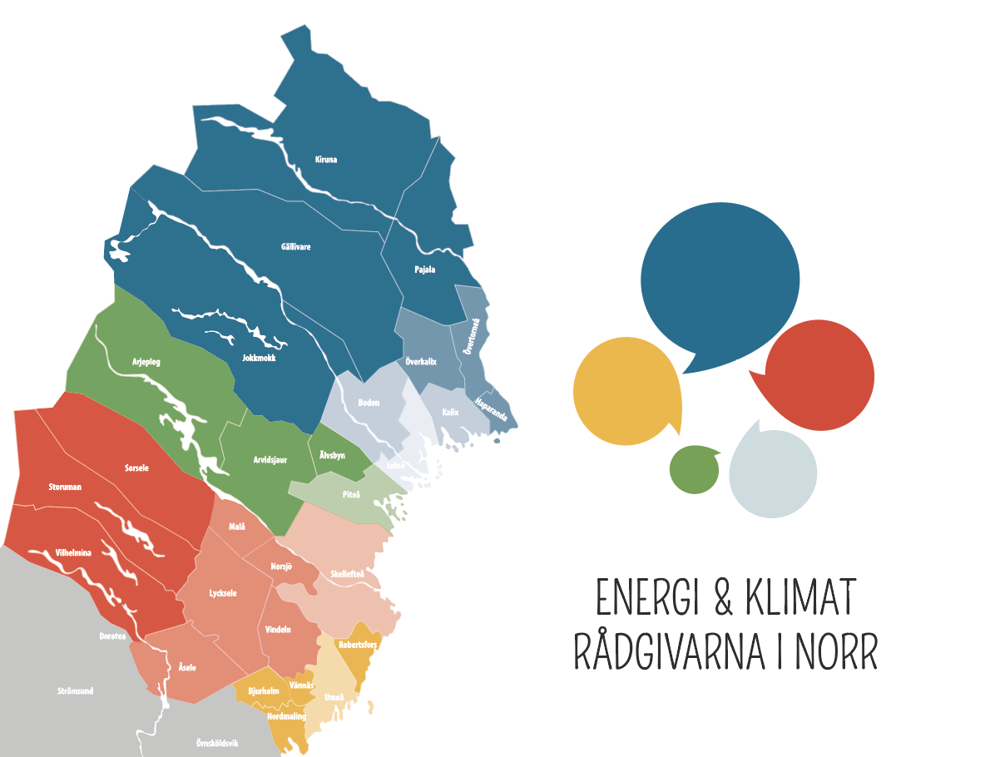 Kiruna
Gällivare
Pajala
Övertorneå
Jokkmokk
Arjeplog
Överkalix
Boden
Kalix
Haparanda
Älvsbyn
Arvidsjaur
Luleå
Sorsele
Storuman
Piteå
Malå
Vilhelmina
Norsjö
Skellefteå
Lycksele
Vindeln
Dorotea
Robertsfors
Åsele
Vännäs
Bjurholm
Strömsund
Umeå
Nordmaling
Örnsköldsvik
ENERGI & KLIMAT
RÅDGIVARNA I NORR